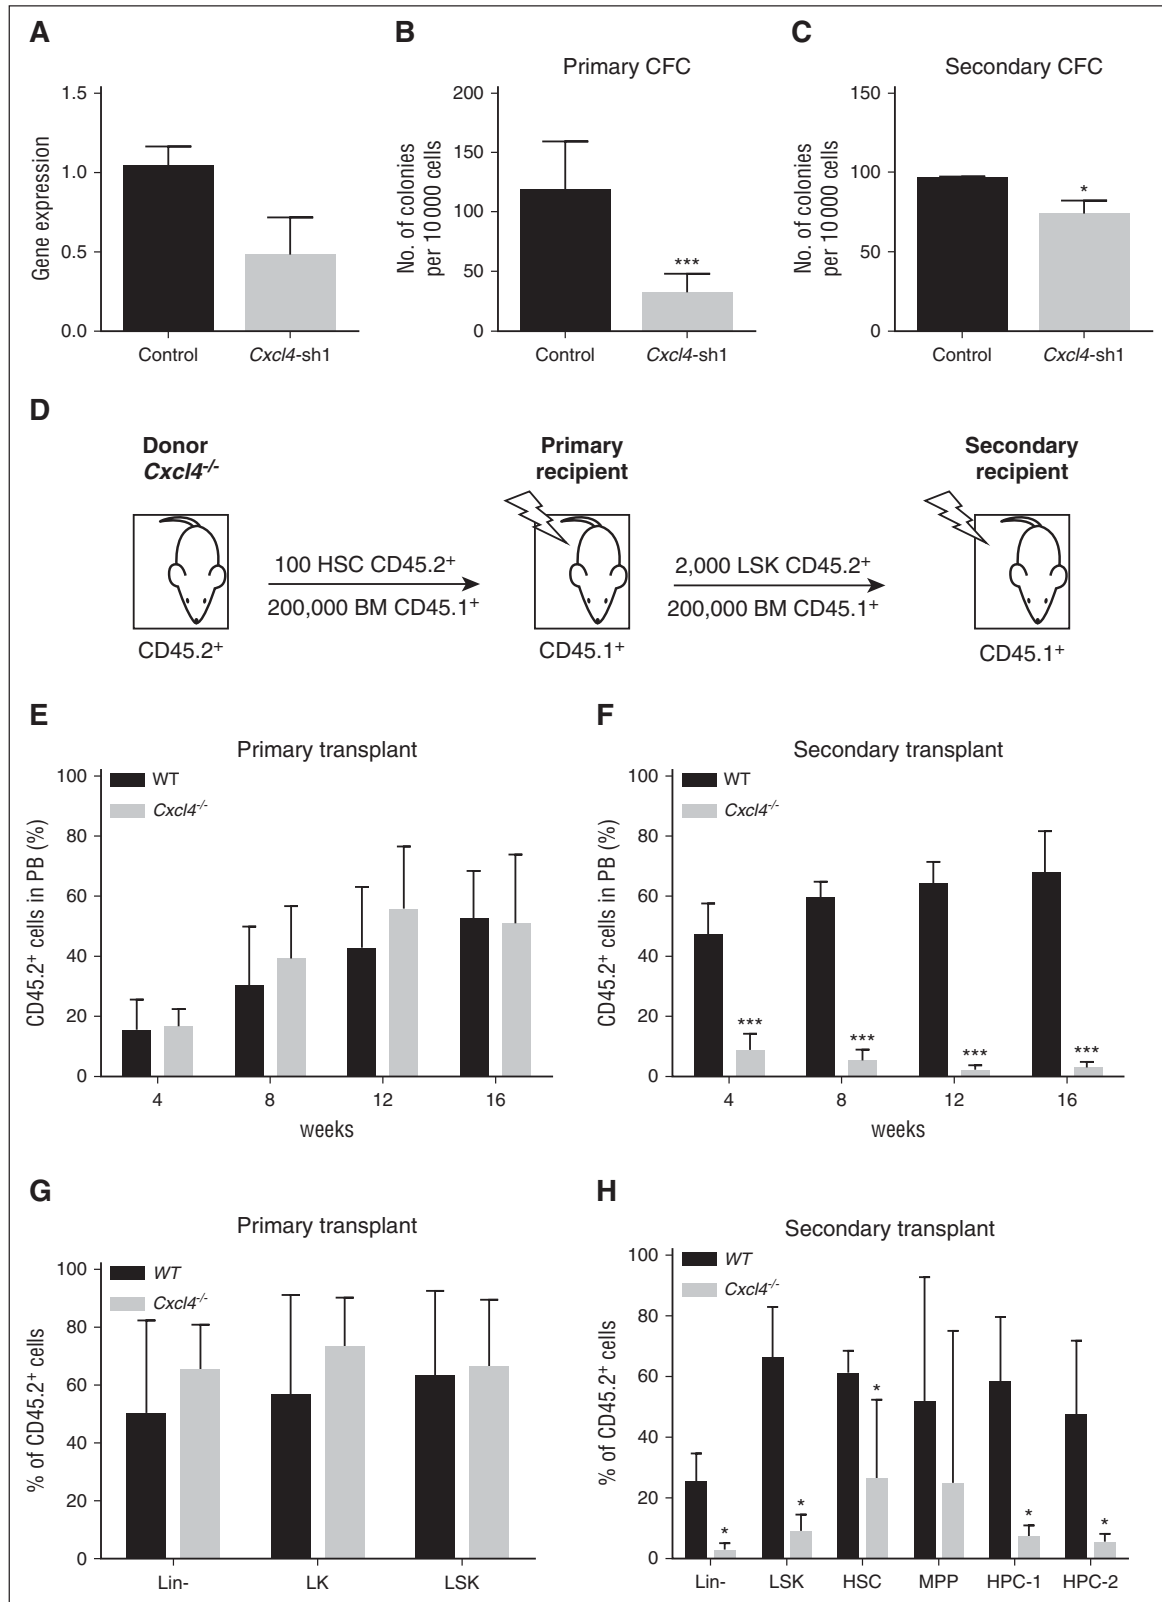 A
1.5
1.0
0.5
0.0
Gene expression
Control
Cxcl4-sh1
B
Primary CFC
200
150
100
50
0
No. of colonies
per 10 000 cells
***
Control
Cxcl4-sh1
C
Secondary CFC
150
100
50
0
No. of colonies
per 10 000 cells
*
Control
Cxcl4-sh1
D
Donor
Cxcl4-/-
CD45.2+
100 HSC CD45.2+
200,000 BM CD45.1+
Primary
recipient
CD45.1+
2,000 LSK CD45.2+
200,000 BM CD45.1+
Secondary
recipient
CD45.1+
E
Primary transplant
WT
Cxcl4-/-
100
80
60
40
20
0
CD45.2+ cells in PB (%)
4
8
12
16
weeks
F
Secondary transplant
WT
Cxcl4-/-
100
80
60
40
20
0
CD45.2+ cells in PB (%)
***
***
***
***
4
8
12
16
weeks
G
Primary transplant
WT
Cxcl4-/-
100
80
60
40
20
0
% of CD45.2+ cells
Lin-
LK
LSK
H
Secondary transplant
WT
Cxcl4-/-
100
80
60
40
20
0
% of CD45.2+ cells
*
*
*
*
*
Lin-
LSK
HSC
MPP
HPC-1
HPC-2